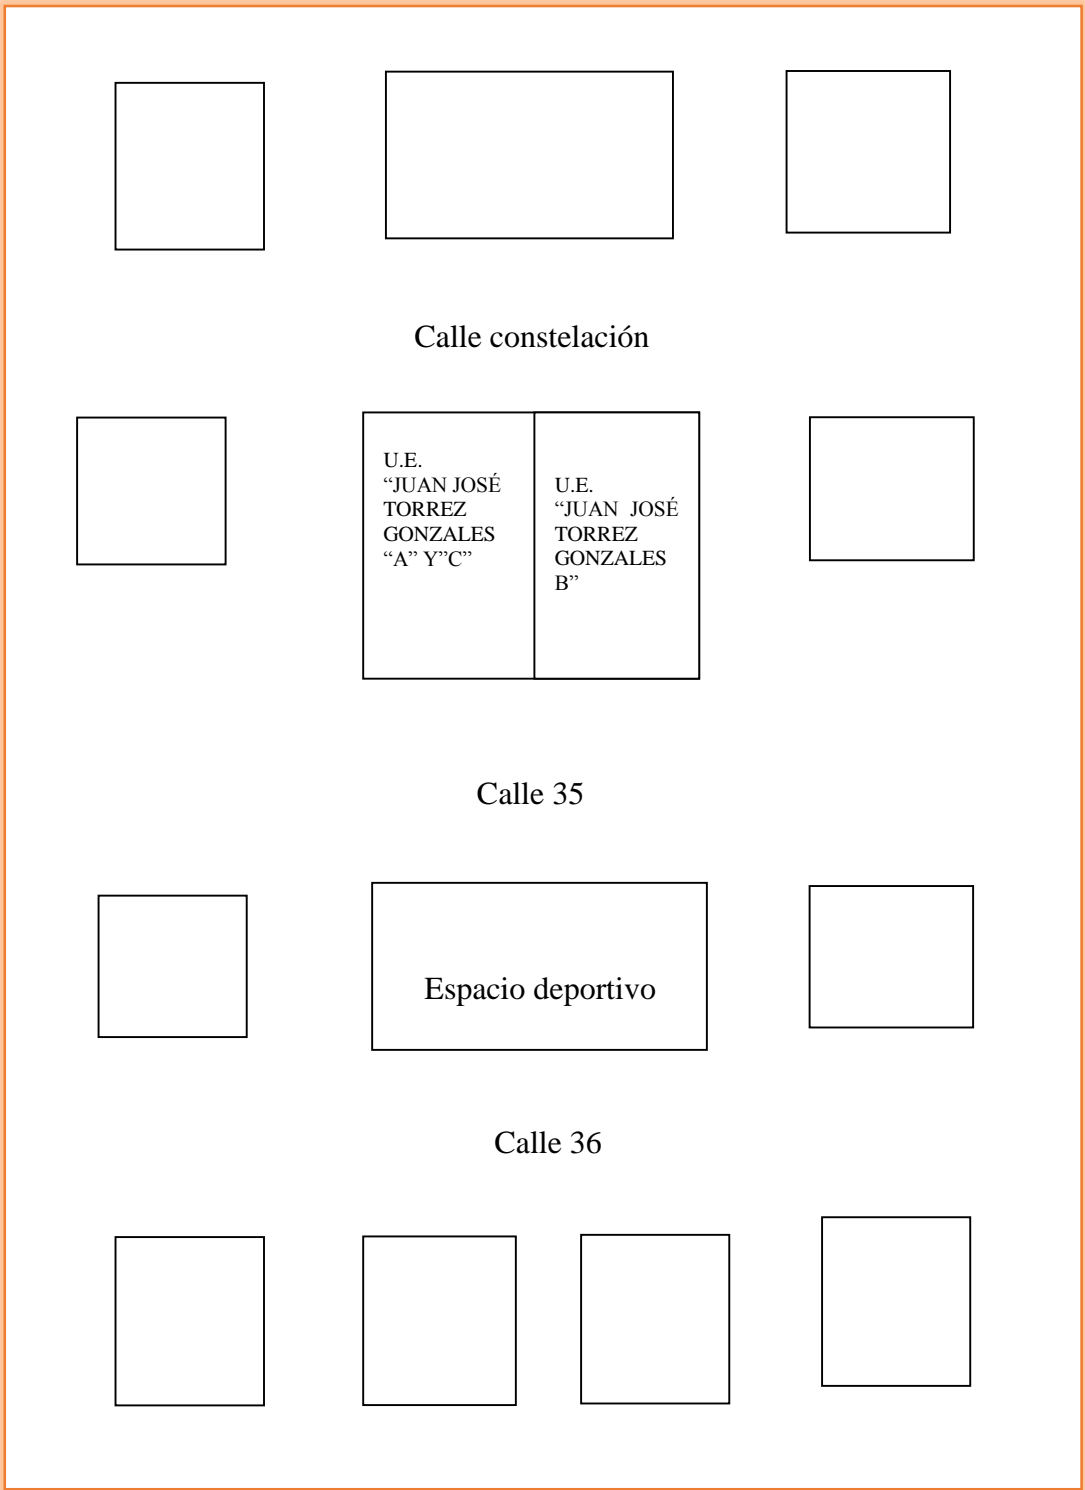 Calle constelación
U.E.
“JUAN JOSÉ
TORREZ
GONZALES
“A” Y”C”
U.E.
“JUAN JOSÉ
TORREZ
GONZALES
B”
Calle 35
Espacio deportivo
Calle 36